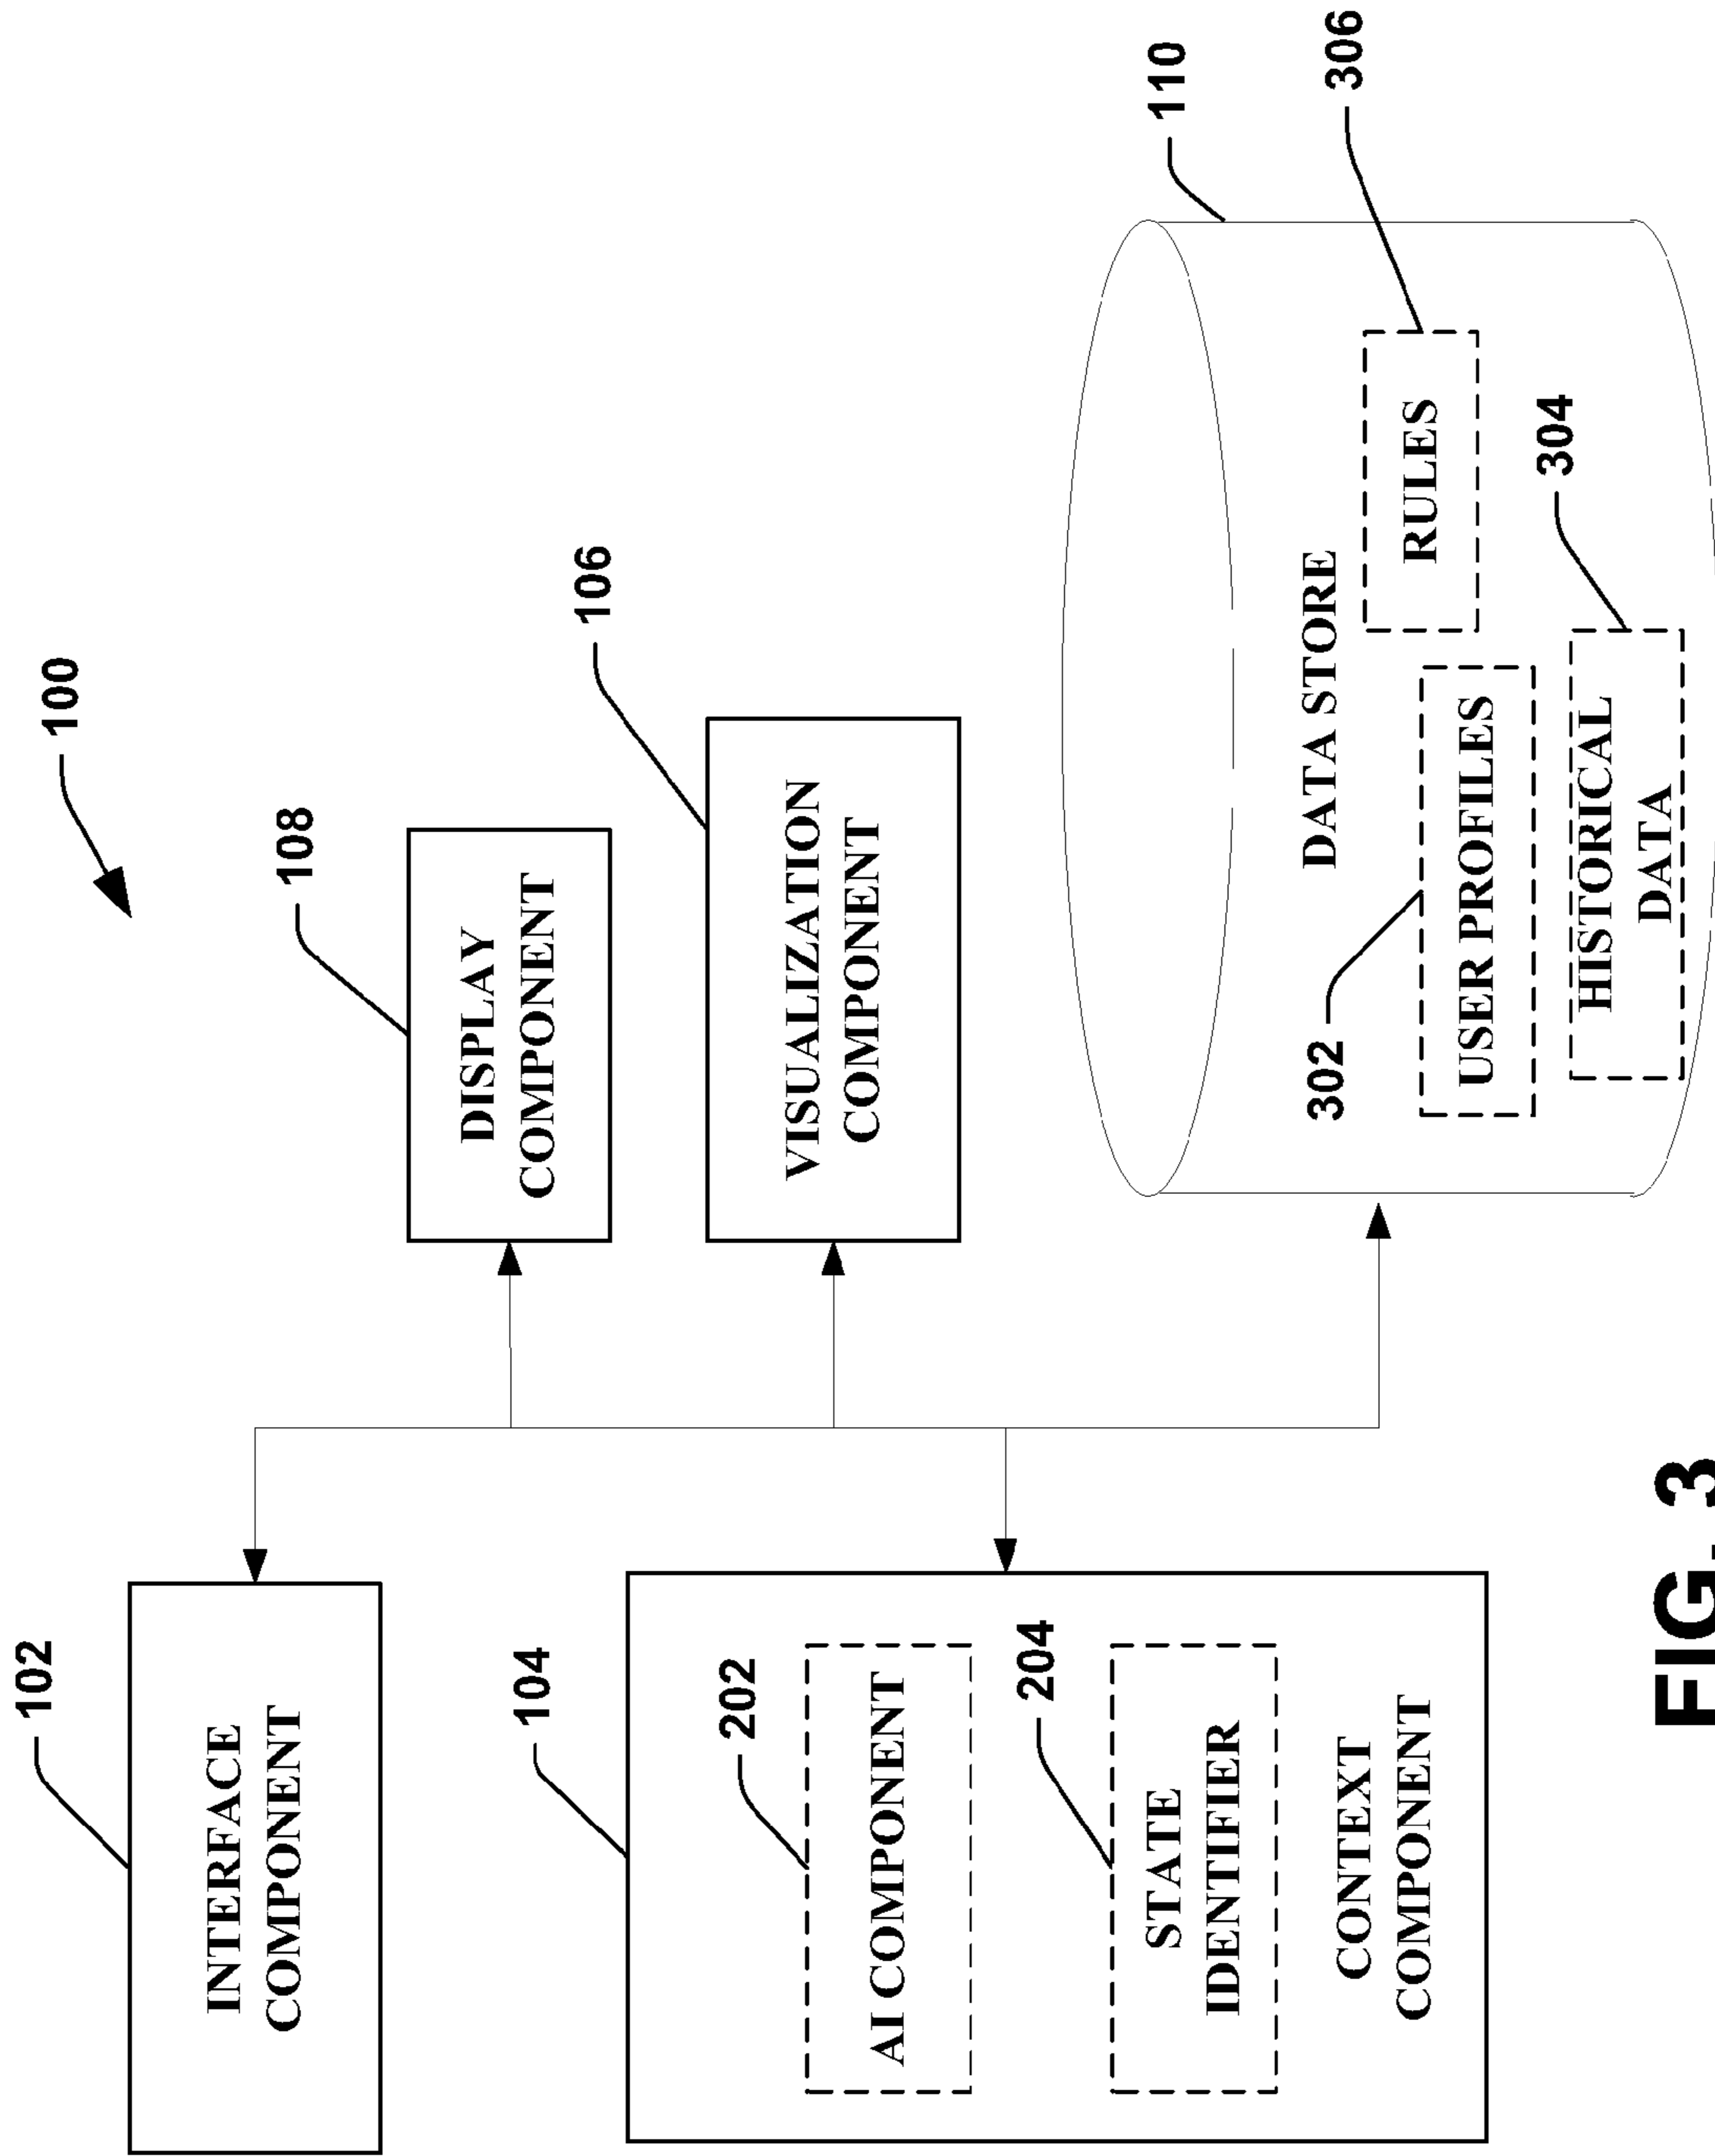 100
102
INTERFACE
COMPONENT
108
DISPLAY
COMPONENT
104
202
AI COMPONENT
204
STATE
IDENTIFIER
CONTEXT
COMPONENT
106
VISUALIZATION
COMPONENT
110
DATA STORE
306
RULES
302
USER PROFILES
304
HISTORICAL
DATA
FIG. 3